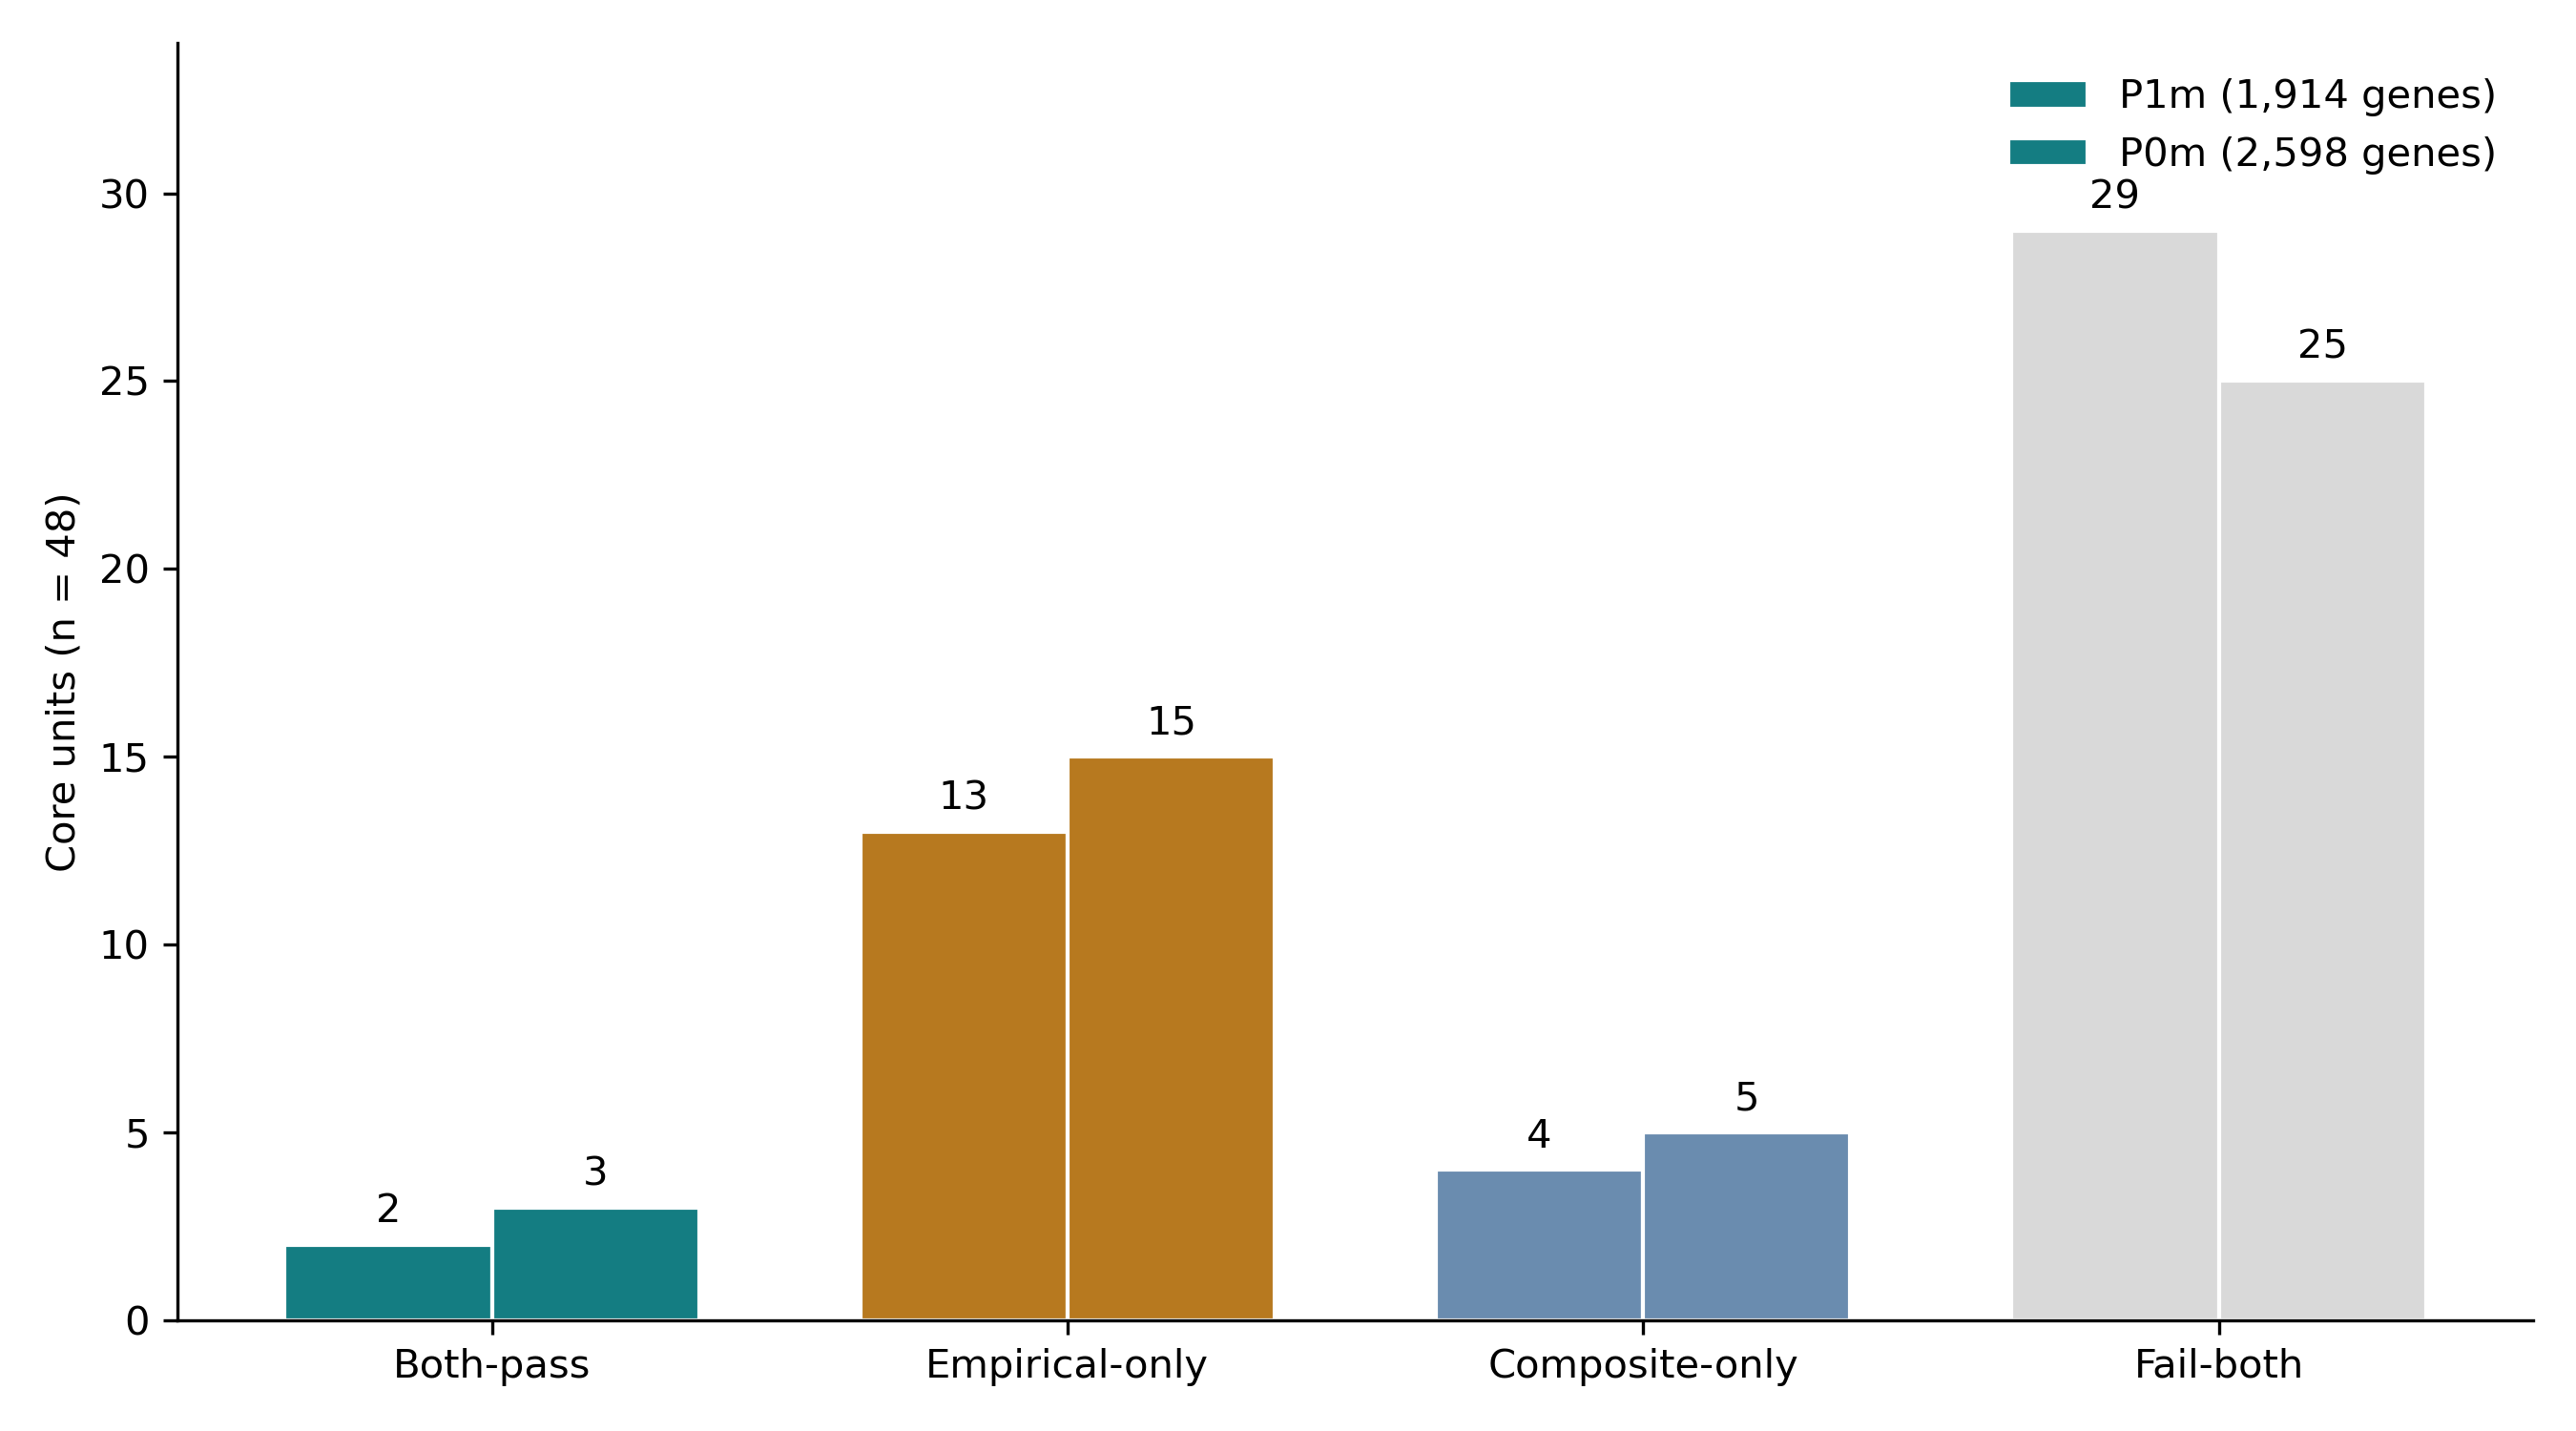 P1m (1,914 genes)
P0m (2,598 genes)
Core units (n = 48)
30
25
20
15
10
5
0
2
3
13
15
4
5
29
25
Both-pass
Empirical-only
Composite-only
Fail-both